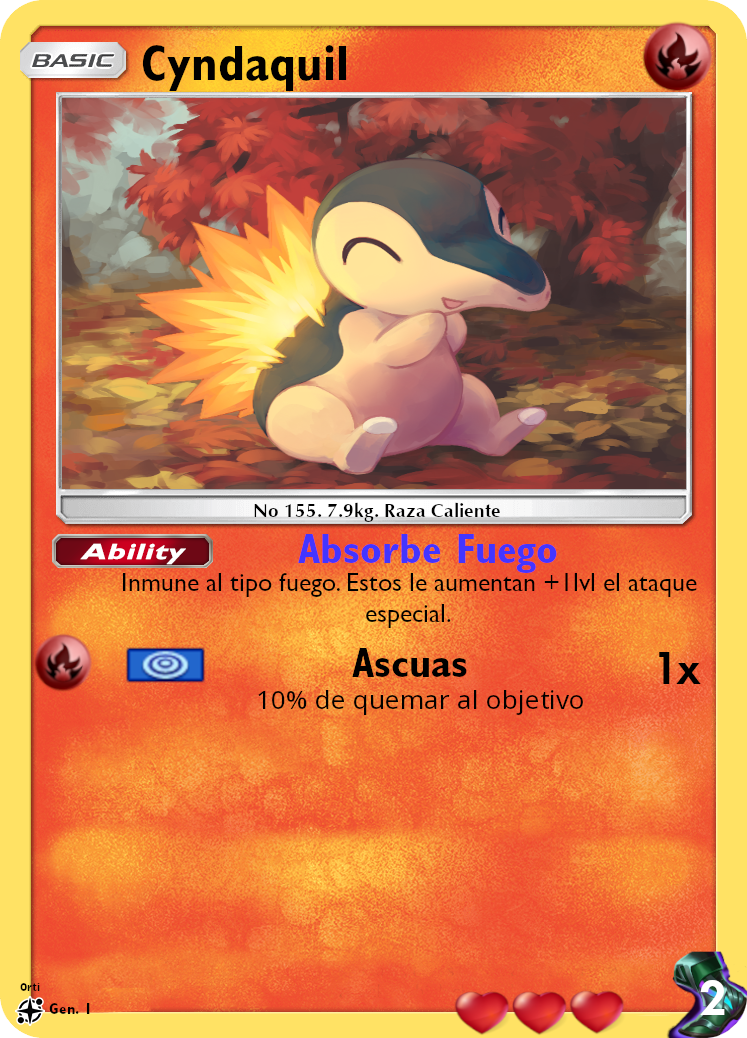 BASIC Cyndaquil
No 155. 7.9kg. Raza Caliente
Ability Absorbe Fuego
Inmune al tipo fuego. Estos le aumentan +1lvl el ataque
especial.
Ascuas 1x
10% de quemar al objetivo
2
Orti
Gen. I